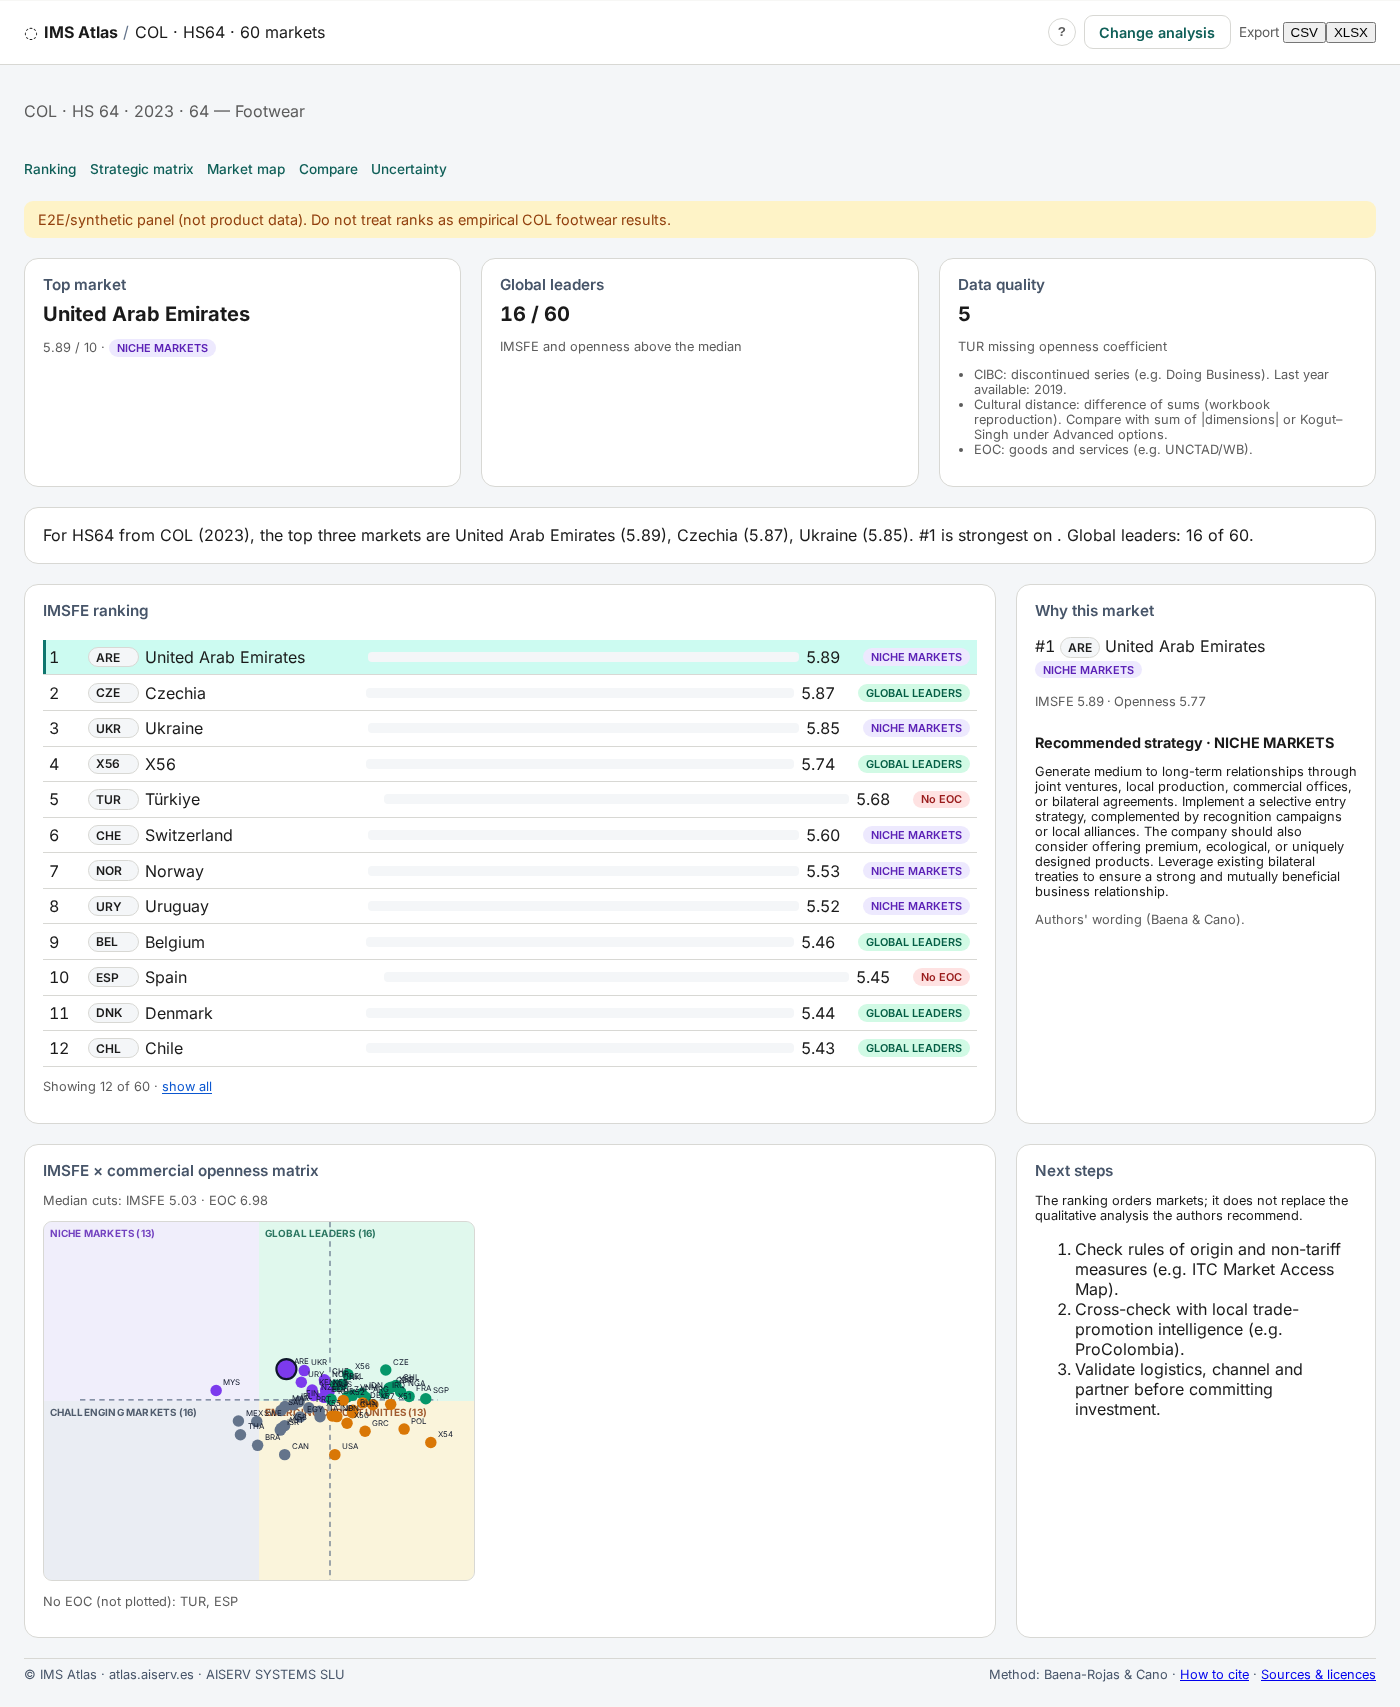 IMS Atlas / COL · HS64 · 60 markets
?
Change analysis
Export CSV XLSX
COL · HS 64 · 2023 · 64 — Footwear
Ranking Strategic matrix Market map Compare Uncertainty
E2E/synthetic panel (not product data). Do not treat ranks as empirical COL footwear results.
Top market
United Arab Emirates
5.89 / 10 · NICHE MARKETS
Global leaders
16 / 60
IMSFE and openness above the median
Data quality
5
TUR missing openness coefficient
• CIBC: discontinued series (e.g. Doing Business). Last year
available: 2019.
• Cultural distance: difference of sums (workbook
reproduction). Compare with sum of |dimensions| or Kogut–
Singh under Advanced options.
• EOC: goods and services (e.g. UNCTAD/WB).
For HS64 from COL (2023), the top three markets are United Arab Emirates (5.89), Czechia (5.87), Ukraine (5.85). #1 is strongest on . Global leaders: 16 of 60.
IMSFE ranking
1 ARE United Arab Emirates 5.89 NICHE MARKETS
2 CZE Czechia 5.87 GLOBAL LEADERS
3 UKR Ukraine 5.85 NICHE MARKETS
4 X56 X56 5.74 GLOBAL LEADERS
5 TUR Türkiye 5.68 No EOC
6 CHE Switzerland 5.60 NICHE MARKETS
7 NOR Norway 5.53 NICHE MARKETS
8 URY Uruguay 5.52 NICHE MARKETS
9 BEL Belgium 5.46 GLOBAL LEADERS
10 ESP Spain 5.45 No EOC
11 DNK Denmark 5.44 GLOBAL LEADERS
12 CHL Chile 5.43 GLOBAL LEADERS
Showing 12 of 60 · show all
Why this market
#1 ARE United Arab Emirates
NICHE MARKETS
IMSFE 5.89 · Openness 5.77
Recommended strategy · NICHE MARKETS
Generate medium to long-term relationships through
joint ventures, local production, commercial offices,
or bilateral agreements. Implement a selective entry
strategy, complemented by recognition campaigns
or local alliances. The company should also
consider offering premium, ecological, or uniquely
designed products. Leverage existing bilateral
treaties to ensure a strong and mutually beneficial
business relationship.
Authors' wording (Baena & Cano).
IMSFE × commercial openness matrix
Median cuts: IMSFE 5.03 · EOC 6.98
NICHE MARKETS (13)
GLOBAL LEADERS (16)
ARE UKR
X56
CZE
URY
MYS
FRA SGP
CHALLENGING MARKETS (16)
MEX
THA
BRA
CAN
USA
GRC
POL
X54
EGY
No EOC (not plotted): TUR, ESP
Next steps
The ranking orders markets; it does not replace the
qualitative analysis the authors recommend.
1. Check rules of origin and non-tariff
measures (e.g. ITC Market Access
Map).
2. Cross-check with local trade-
promotion intelligence (e.g.
ProColombia).
3. Validate logistics, channel and
partner before committing
investment.
© IMS Atlas · atlas.aiserv.es · AISERV SYSTEMS SLU
Method: Baena-Rojas & Cano · How to cite · Sources & licences